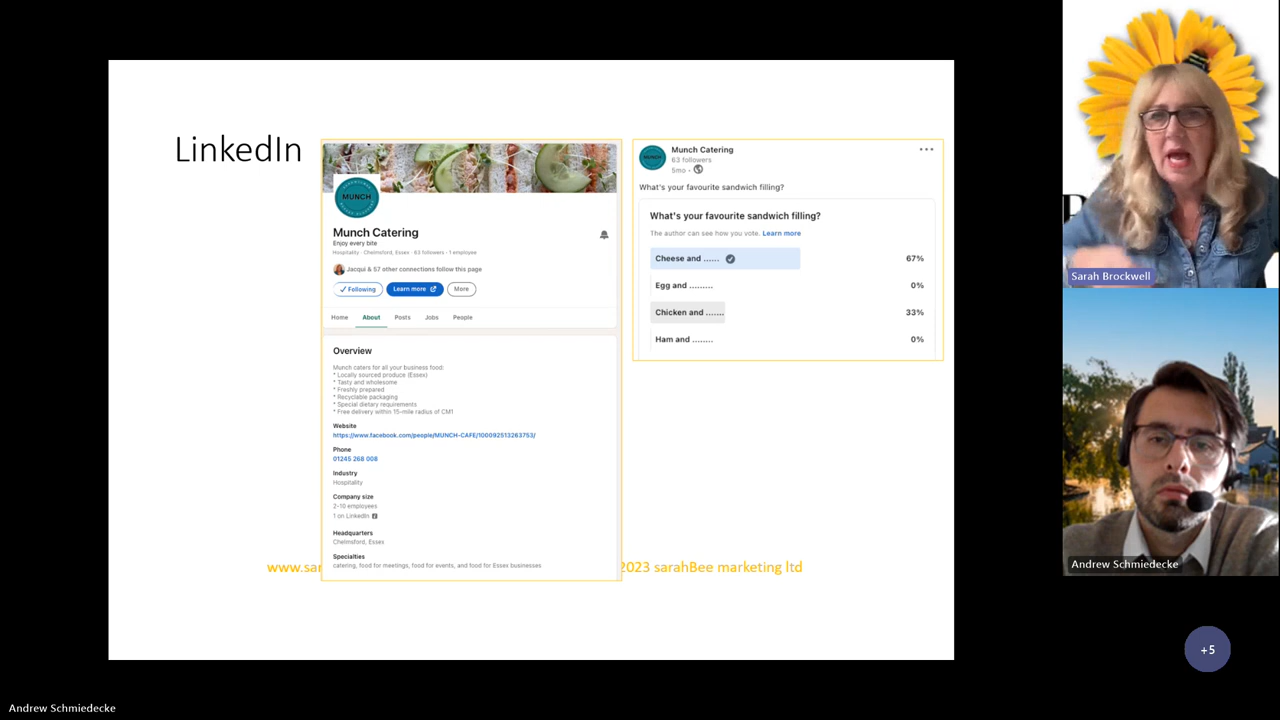 LinkedIn
MUNCH
Munch Catering
Enjoy every bite
Hospitality · Chelmsford, Essex · 63 followers · 1 employee
Jacqui & 57 other connections follow this page
Following
Learn more
More
Home
About
Posts
Jobs
People
Overview
Munch caters for all your business food:
* Locally sourced produce (Essex)
* Tasty and wholesome
* Freshly prepared
* Recyclable packaging
* Special dietary requirements
* Free delivery within 15-mile radius of CM1
Website
https://www.facebook.com/people/MUNCH-CAFE/100092513263753/
Phone
01245 268 008
Industry
Hospitality
Company size
2-10 employees
1 on LinkedIn
Headquarters
Chelmsford, Essex
Specialties
catering, food for meetings, food for events, and food for Essex businesses
MUNCH
Munch Catering
63 followers
5mo •
What's your favourite sandwich filling?
What's your favourite sandwich filling?
The author can see how you vote. Learn more
Cheese and ...... 67%
Egg and ......... 0%
Chicken and ....... 33%
Ham and ........ 0%
www.sar
2023 sarahBee marketing ltd
Sarah Brockwell
Andrew Schmiedecke
+5
Andrew Schmiedecke